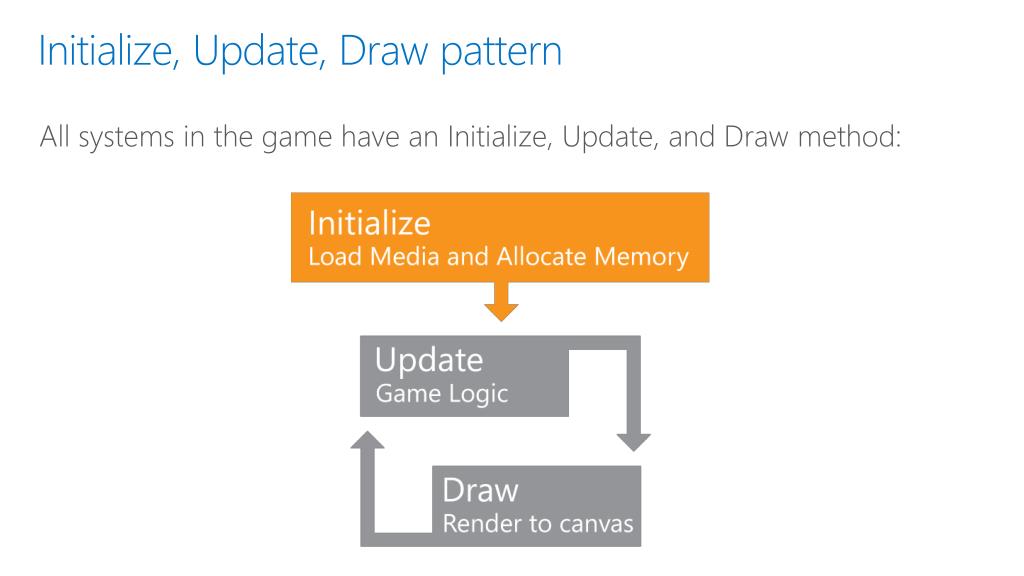 Initialize, Update, Draw pattern
All systems in the game have an Initialize, Update, and Draw method:
Initialize
Load Media and Allocate Memory
Update
Game Logic
Draw
Render to canvas